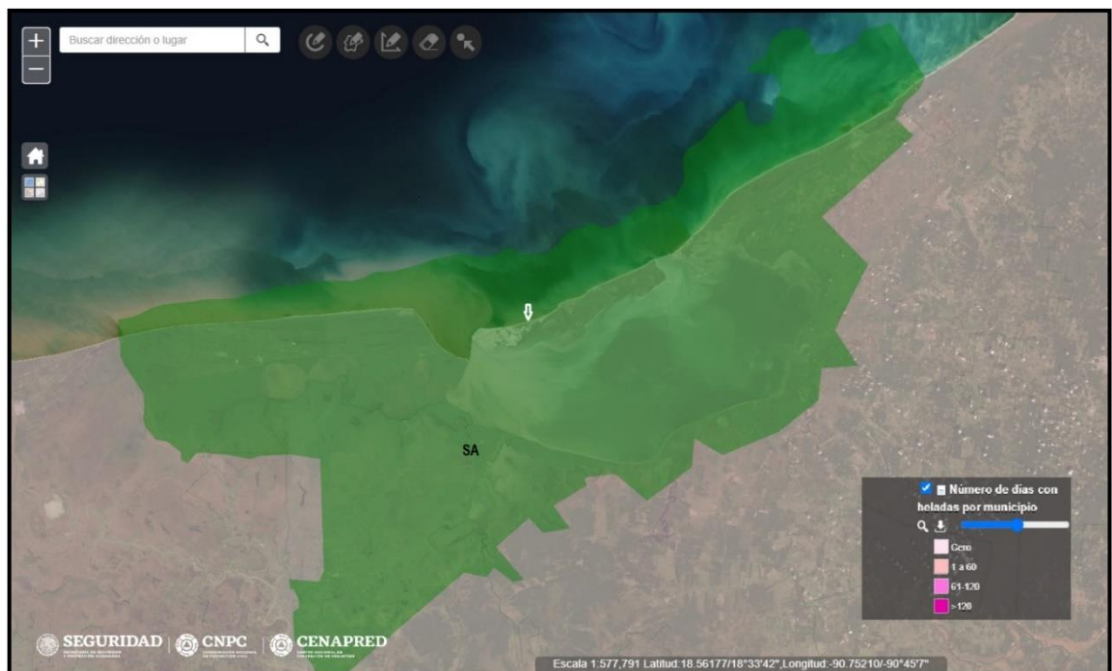 +
Buscar dirección o lugar
−
SA
Número de días con
heladas por municipio
Cero
1 a 60
61-120
>120
SEGURIDAD
CNPC
CENAPRED
Escala 1:577,791 Latitud:18.56177/18°33'42",Longitud:-90.75210/-90°45'7"